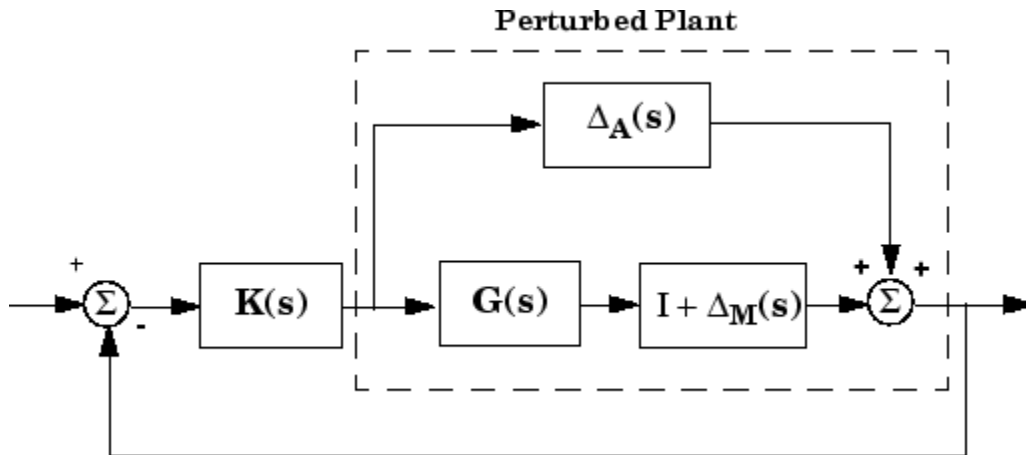 Perturbed Plant
Δ_A(s)
+
Σ
-
K(s)
G(s)
I + Δ_M(s)
+
+
Σ